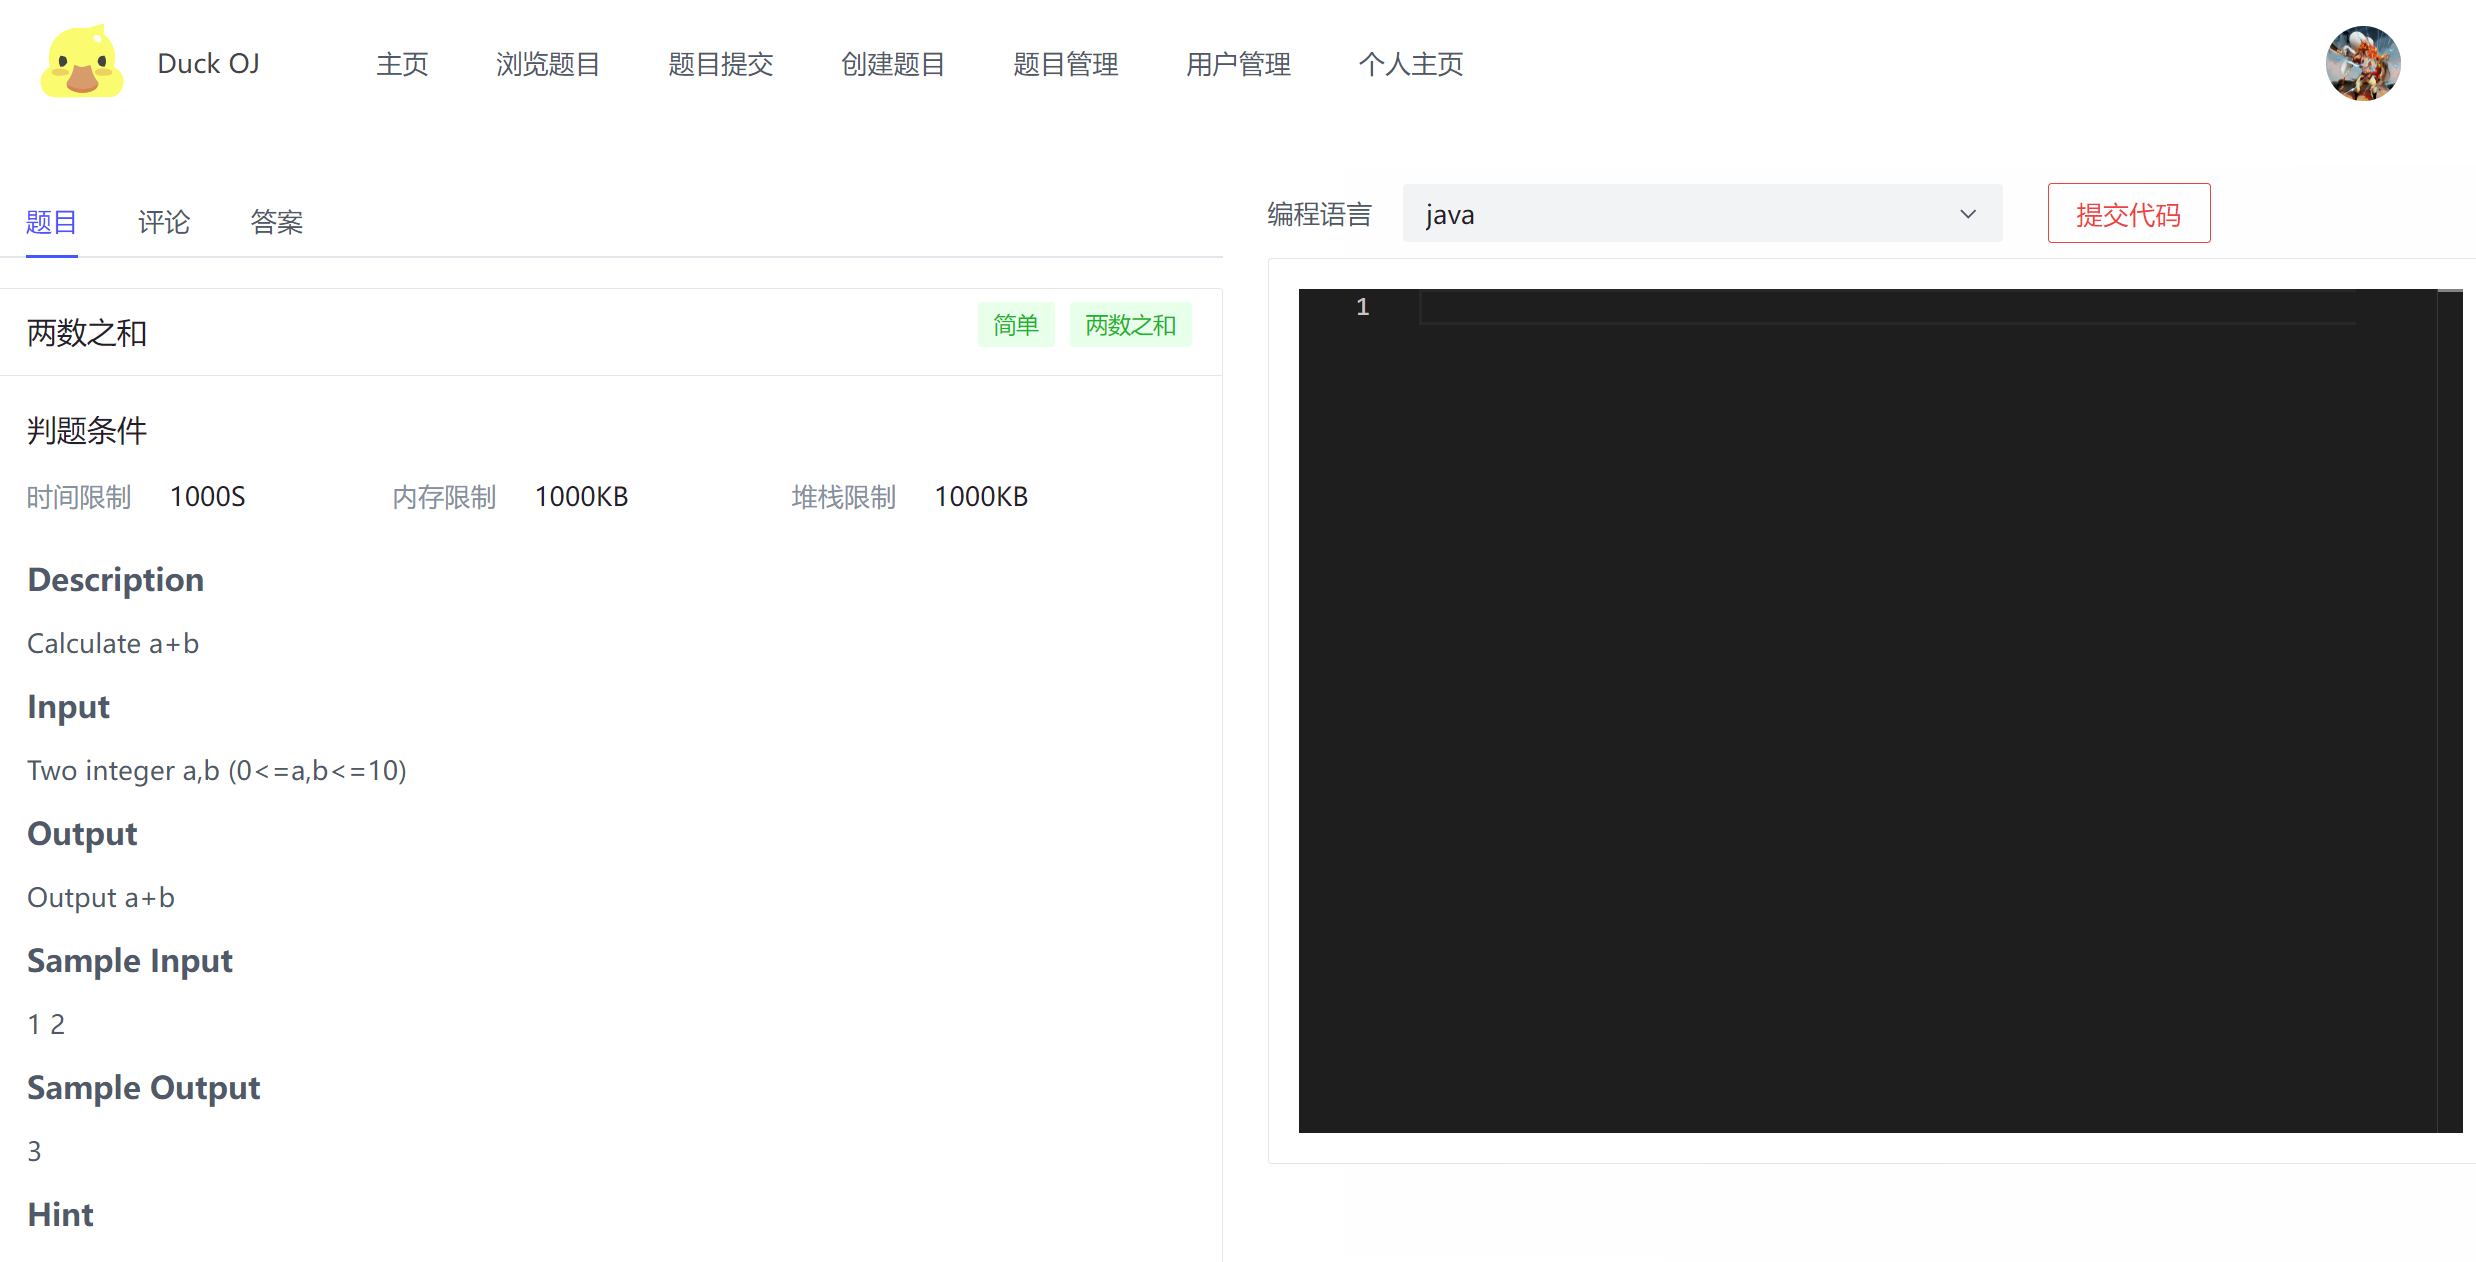 Duck OJ 主页 浏览题目 题目提交 创建题目 题目管理 用户管理 个人主页
题目 评论 答案
编程语言 java 提交代码
两数之和 简单 两数之和
判题条件
时间限制 1000S 内存限制 1000KB 堆栈限制 1000KB
Description
Calculate a+b
Input
Two integer a,b (0<=a,b<=10)
Output
Output a+b
Sample Input
1 2
Sample Output
3
Hint
1